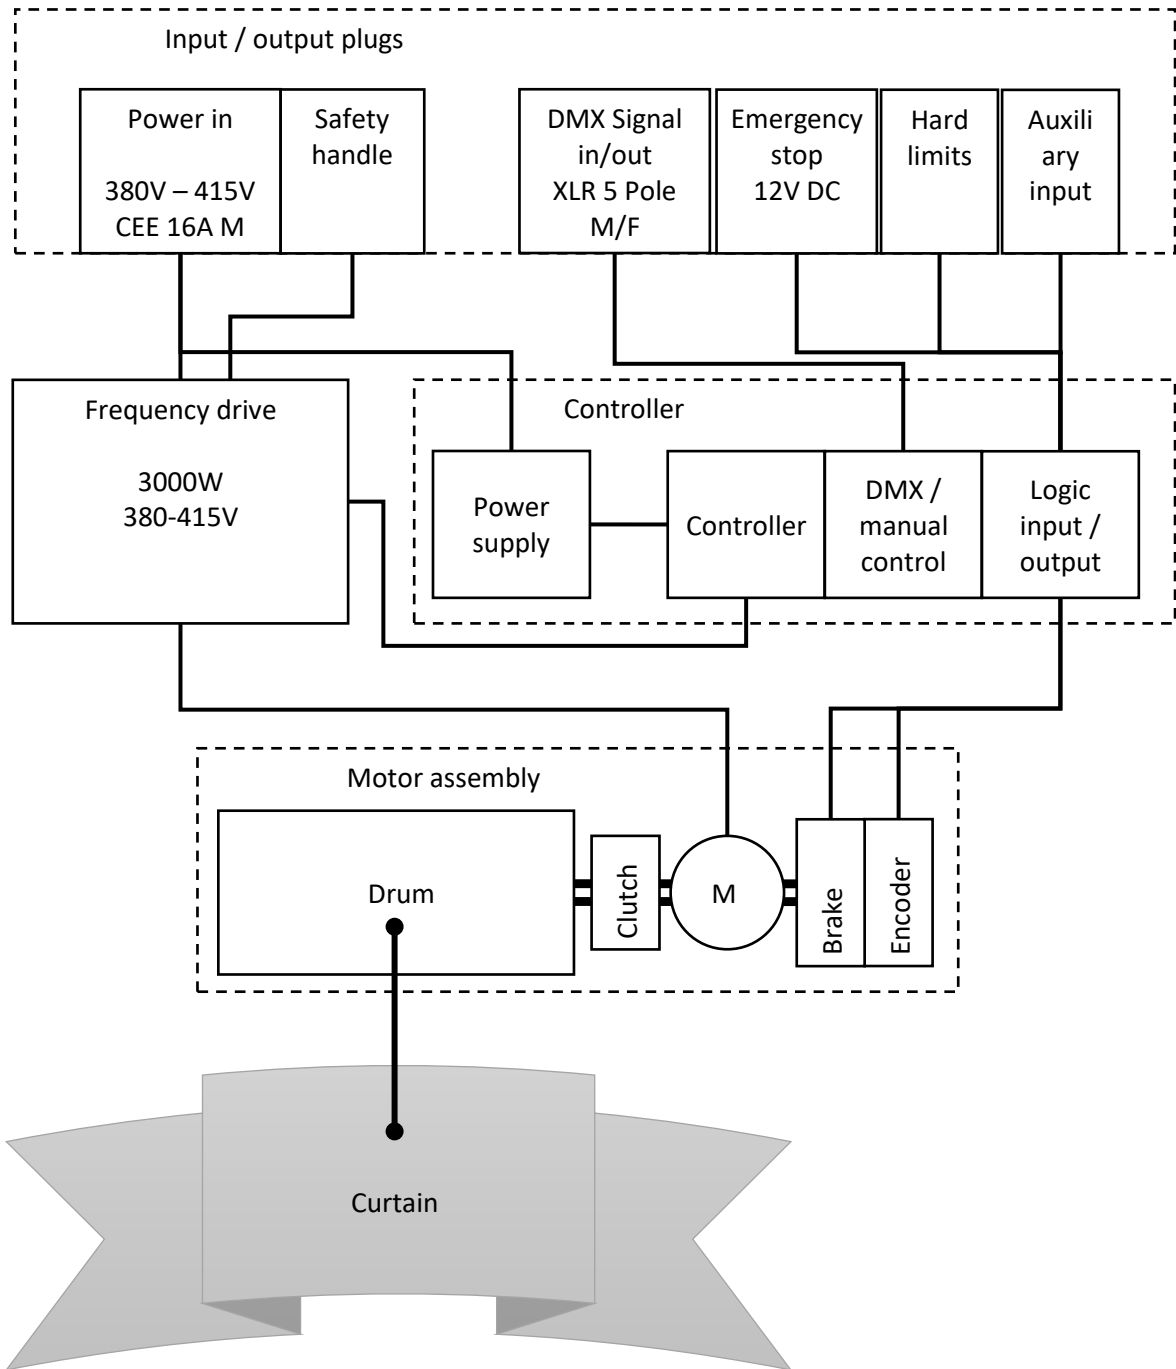 Input / output plugs
Power in
380V – 415V
CEE 16A M
Safety
handle
DMX Signal
in/out
XLR 5 Pole
M/F
Emergency
stop
12V DC
Hard
limits
Auxili
ary
input
Frequency drive
3000W
380-415V
Controller
Power
supply
Controller
DMX /
manual
control
Logic
input /
output
Motor assembly
Drum
Clutch
M
Brake
Encoder
Curtain